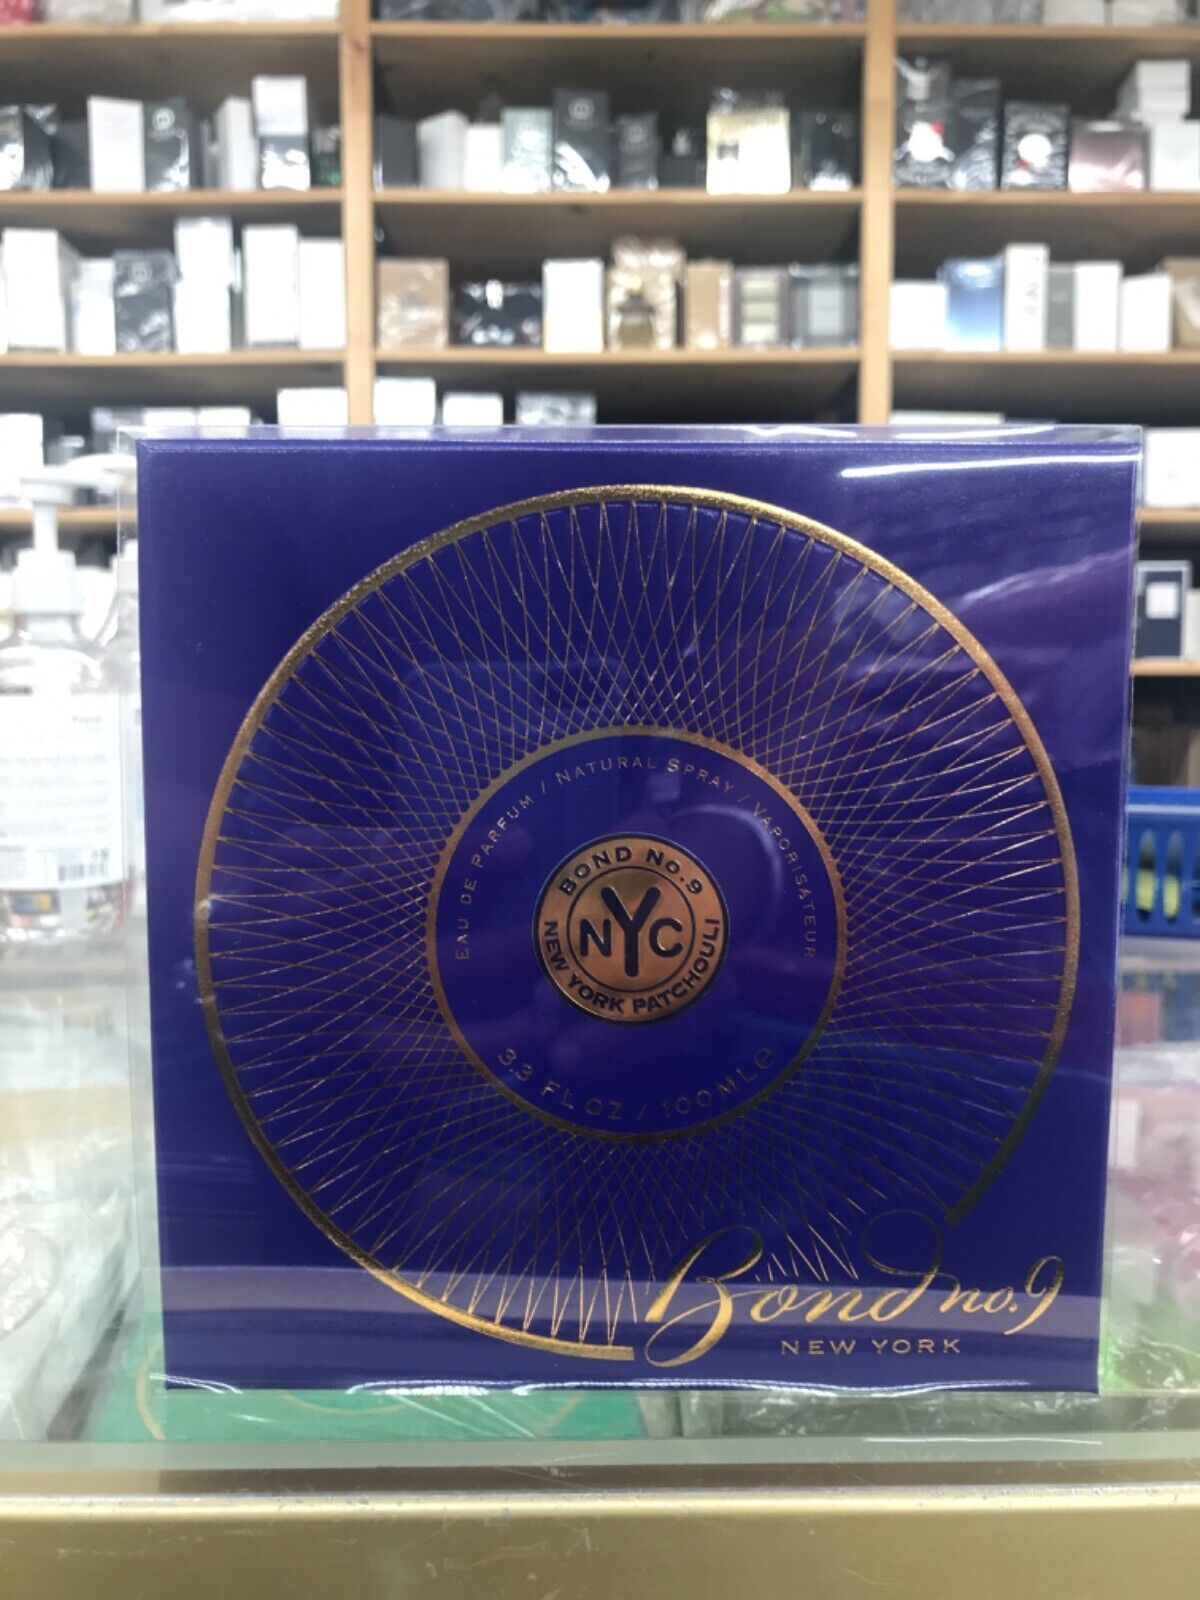 EAU DE PARFUM / NATURAL SPRAY / VAPORISATEUR
BOND No.9
NYC
NEW YORK PATCHOULI
3.3 FL OZ / 100 ML ℮
Bond no.9
NEW YORK